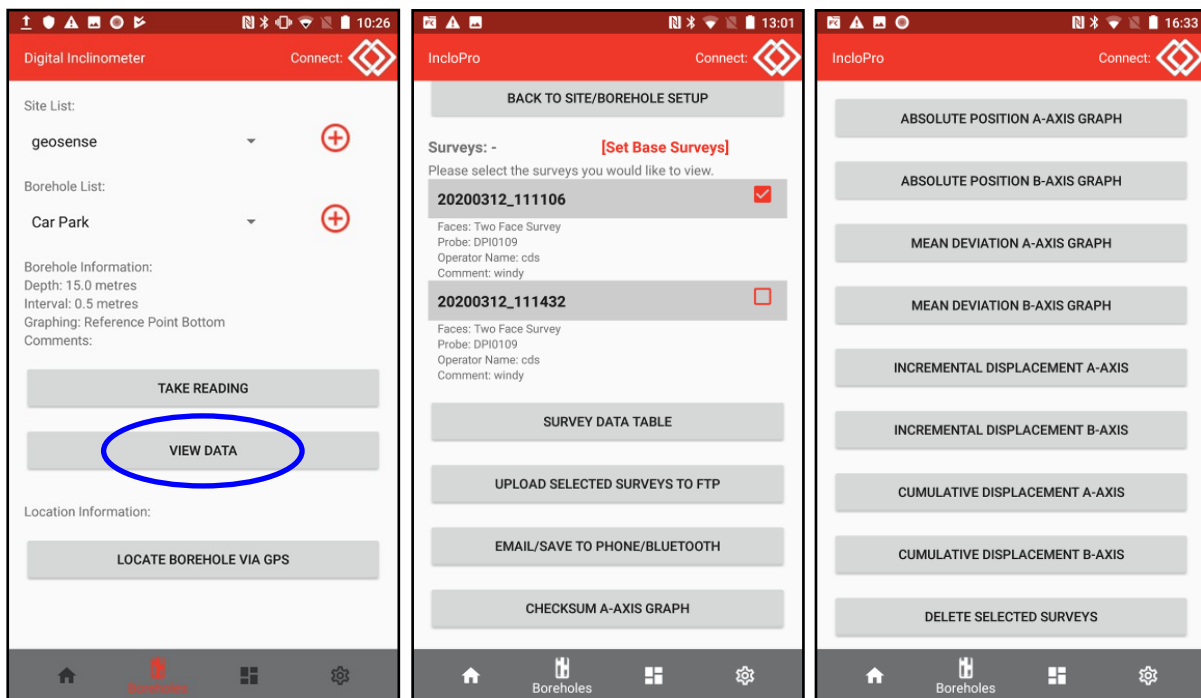 10:26
Digital Inclinometer
Connect:
Site List:
geosense
Borehole List:
Car Park
Borehole Information:
Depth: 15.0 metres
Interval: 0.5 metres
Graphing: Reference Point Bottom
Comments:
TAKE READING
VIEW DATA
Location Information:
LOCATE BOREHOLE VIA GPS
Boreholes
13:01
IncloPro
Connect:
BACK TO SITE/BOREHOLE SETUP
Surveys: - [Set Base Surveys]
Please select the surveys you would like to view.
20200312_111106
Faces: Two Face Survey
Probe: DPI0109
Operator Name: cds
Comment: windy
20200312_111432
Faces: Two Face Survey
Probe: DPI0109
Operator Name: cds
Comment: windy
SURVEY DATA TABLE
UPLOAD SELECTED SURVEYS TO FTP
EMAIL/SAVE TO PHONE/BLUETOOTH
CHECKSUM A-AXIS GRAPH
Boreholes
16:33
IncloPro
Connect:
ABSOLUTE POSITION A-AXIS GRAPH
ABSOLUTE POSITION B-AXIS GRAPH
MEAN DEVIATION A-AXIS GRAPH
MEAN DEVIATION B-AXIS GRAPH
INCREMENTAL DISPLACEMENT A-AXIS
INCREMENTAL DISPLACEMENT B-AXIS
CUMULATIVE DISPLACEMENT A-AXIS
CUMULATIVE DISPLACEMENT B-AXIS
DELETE SELECTED SURVEYS
Boreholes